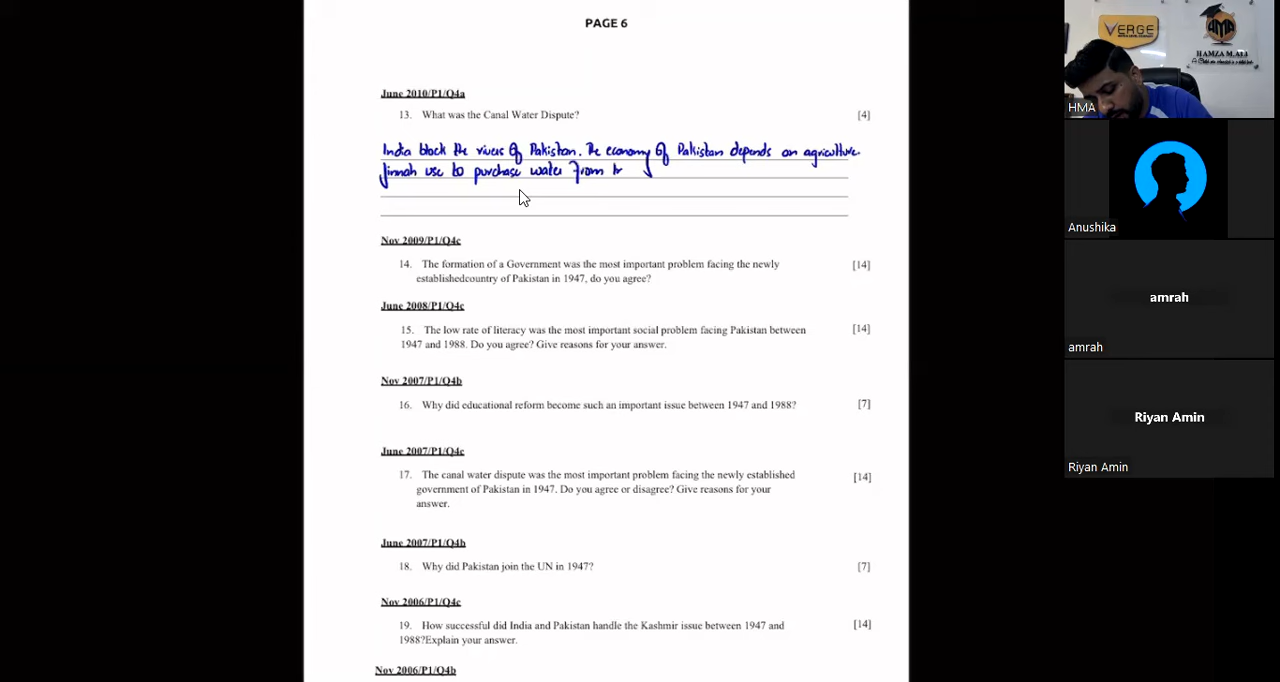 PAGE 6
June 2010/P1/Q4a
13. What was the Canal Water Dispute? [4]
India block the rivers of Pakistan. The economy of Pakistan depends on agriculture.
Jinnah use to purchase water from
Nov 2009/P1/Q4c
14. The formation of a Government was the most important problem facing the newly [14]
establishedcountry of Pakistan in 1947, do you agree?
June 2008/P1/Q4c
15. The low rate of literacy was the most important social problem facing Pakistan between [14]
1947 and 1988. Do you agree? Give reasons for your answer.
Nov 2007/P1/Q4b
16. Why did educational reform become such an important issue between 1947 and 1988? [7]
June 2007/P1/Q4c
17. The canal water dispute was the most important problem facing the newly established [14]
government of Pakistan in 1947. Do you agree or disagree? Give reasons for your
answer.
June 2007/P1/Q4b
18. Why did Pakistan join the UN in 1947? [7]
Nov 2006/P1/Q4c
19. How successful did India and Pakistan handle the Kashmir issue between 1947 and [14]
1988?Explain your answer.
Nov 2006/P1/Q4b
VERGE
HAMZA M.ALI
HMA
Anushika
amrah
amrah
Riyan Amin
Riyan Amin